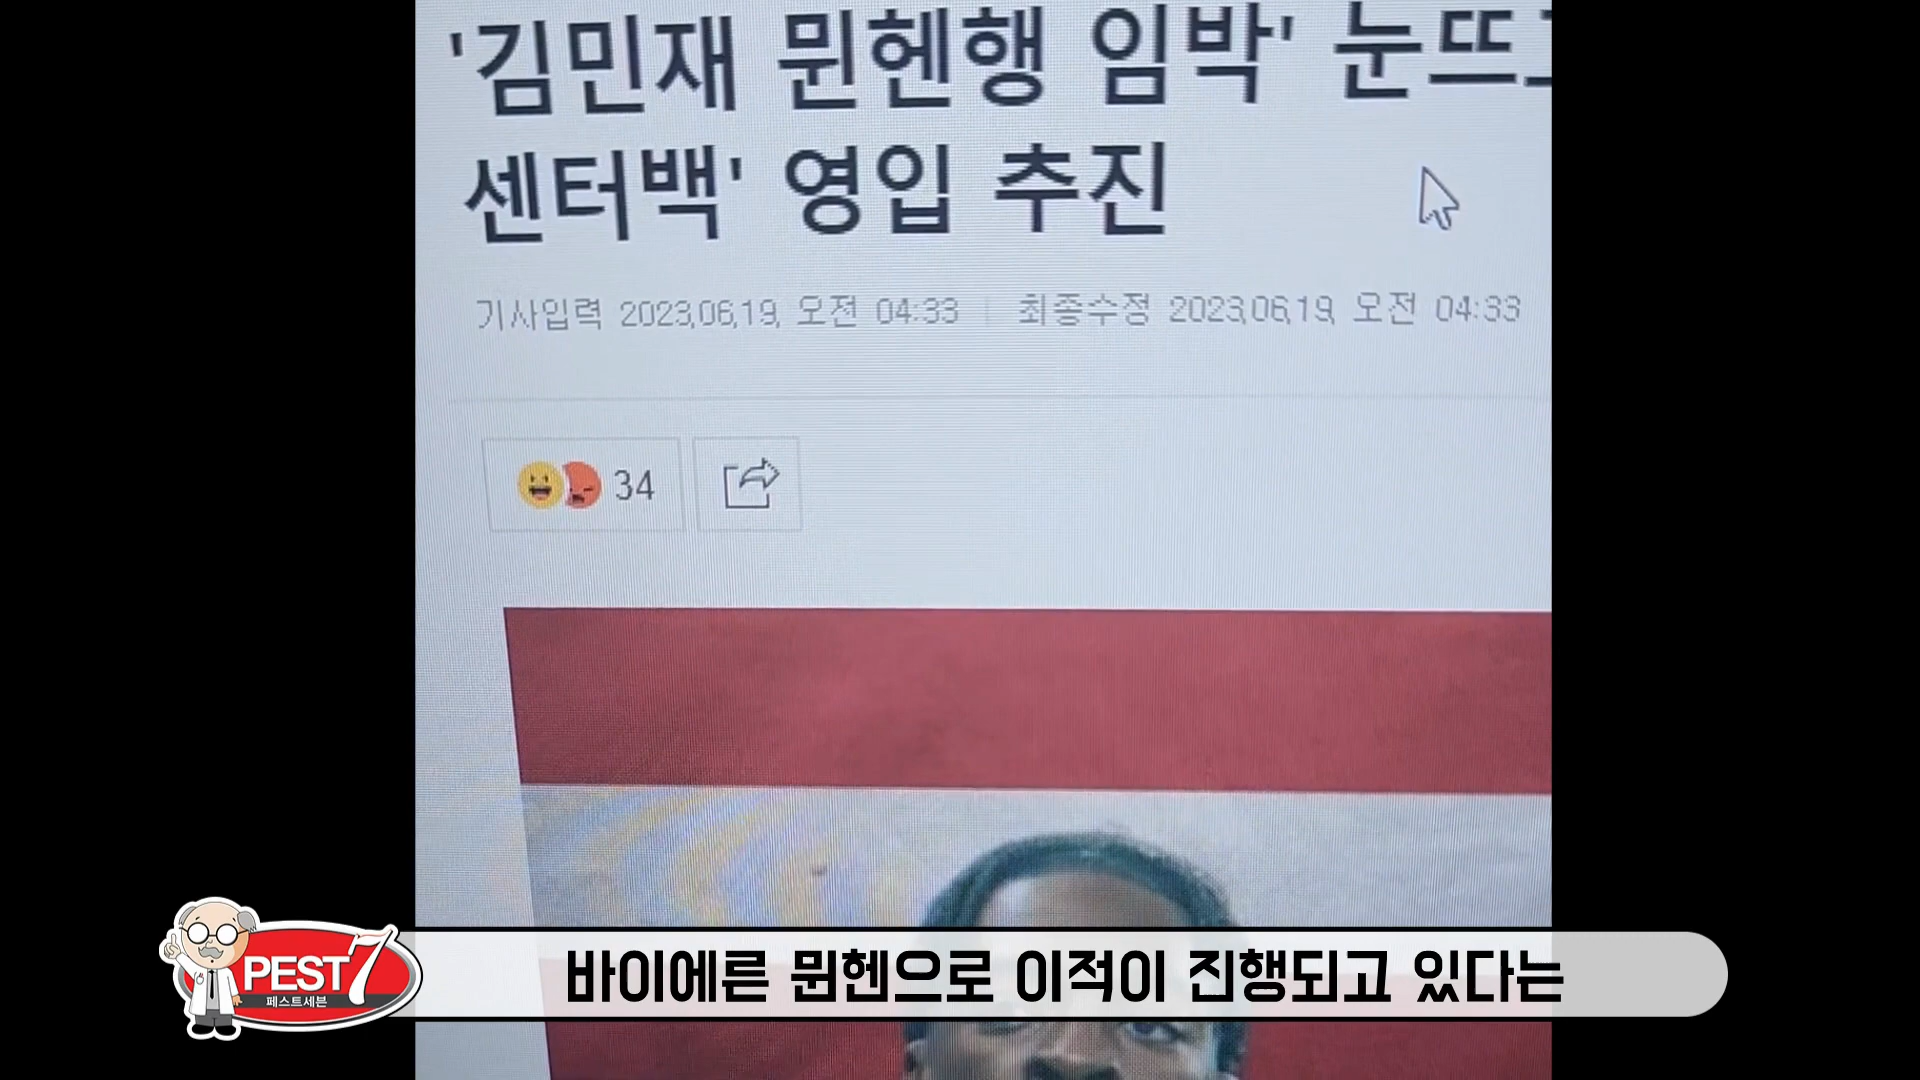 '김민재 뮌헨행 임박' 눈뜨
센터백' 영입 추진
기사입력 2023.06.19. 오전 04:33 | 최종수정 2023.06.19. 오전 04:33
34
PEST7
페스트세븐
바이에른 뮌헨으로 이적이 진행되고 있다는